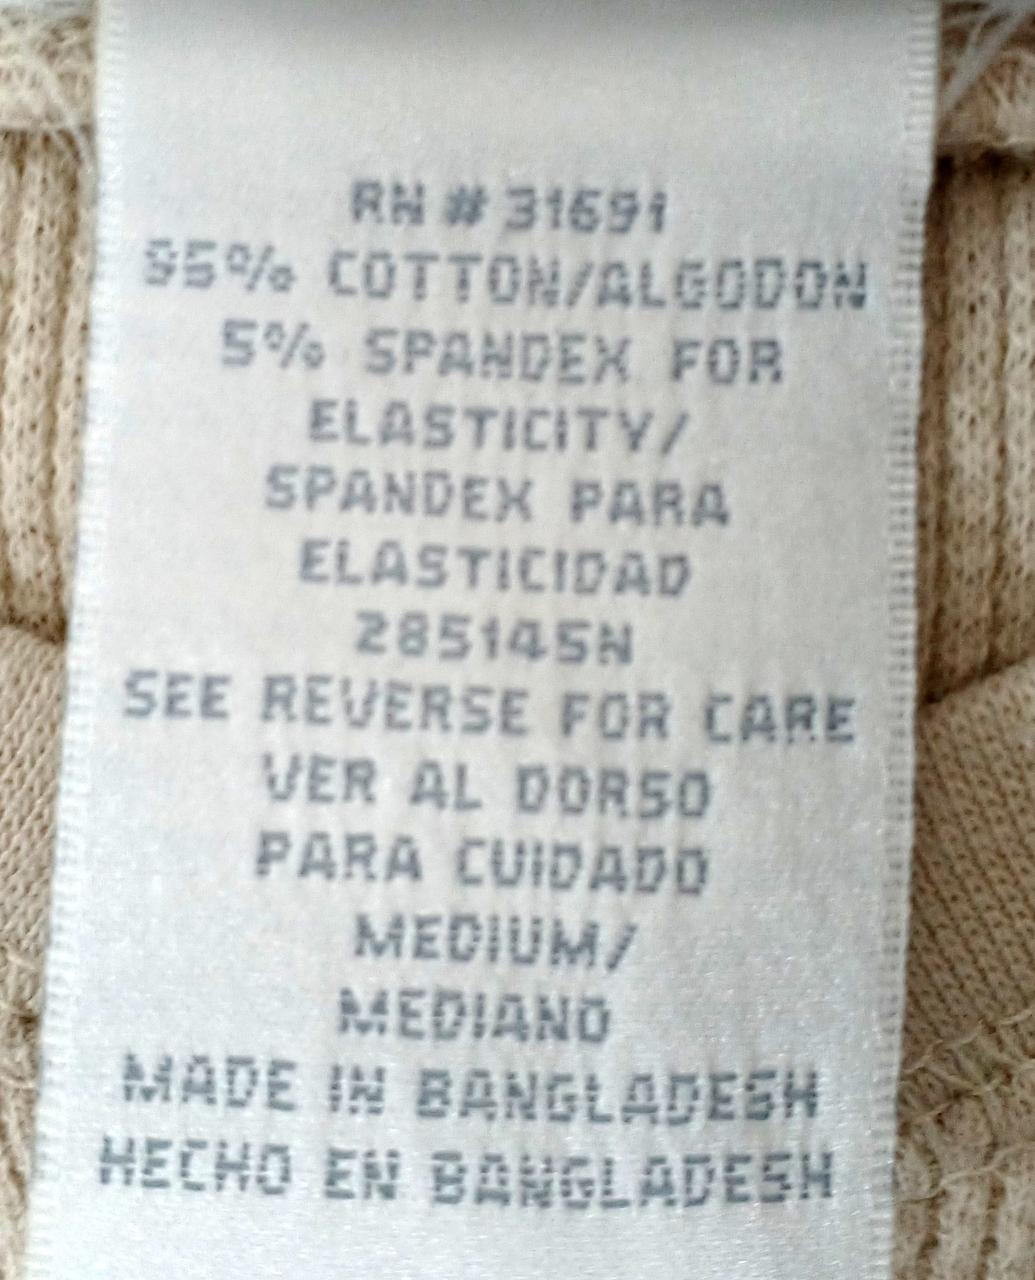 RN # 31691
95% COTTON/ALGODON
5% SPANDEX FOR
ELASTICITY/
SPANDEX PARA
ELASTICIDAD
285145N
SEE REVERSE FOR CARE
VER AL DORSO
PARA CUIDADO
MEDIUM/
MEDIANO
MADE IN BANGLADESH
HECHO EN BANGLADESH